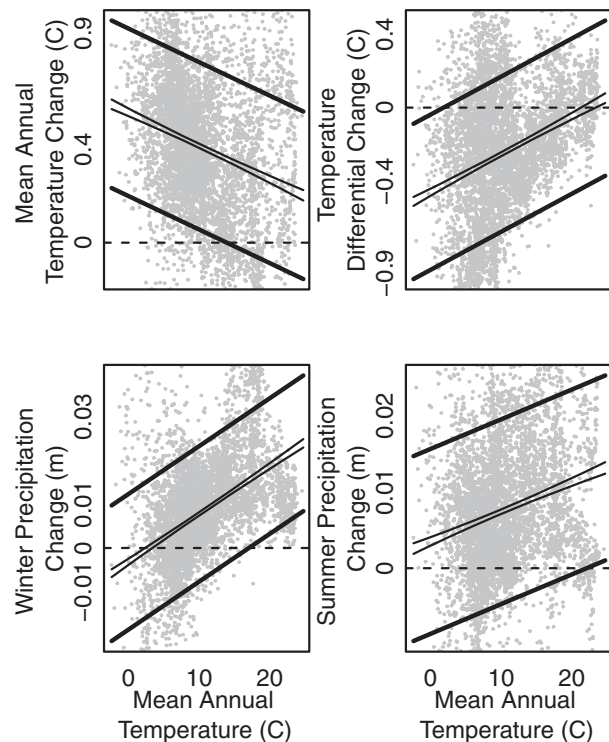 Mean Annual
Temperature Change (C)
0.9
0.4
0
Temperature
Differential Change (C)
0.4
0
−0.4
−0.9
Winter Precipitation
Change (m)
0.03
0.01
0
−0.01
Summer Precipitation
Change (m)
0.02
0.01
0
0 10 20
Mean Annual
Temperature (C)
0 10 20
Mean Annual
Temperature (C)